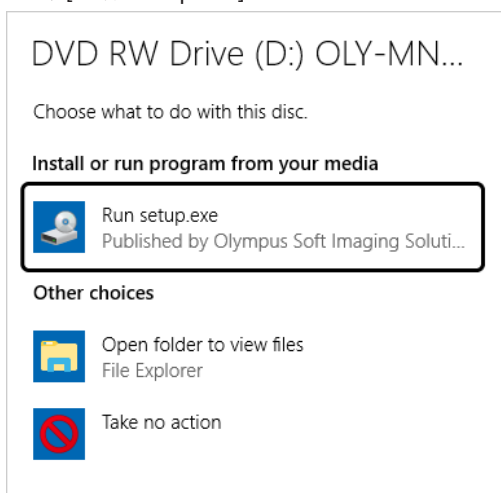 DVD RW Drive (D:) OLY-MN...
Choose what to do with this disc.
Install or run program from your media
Run setup.exe
Published by Olympus Soft Imaging Soluti...
Other choices
Open folder to view files
File Explorer
Take no action